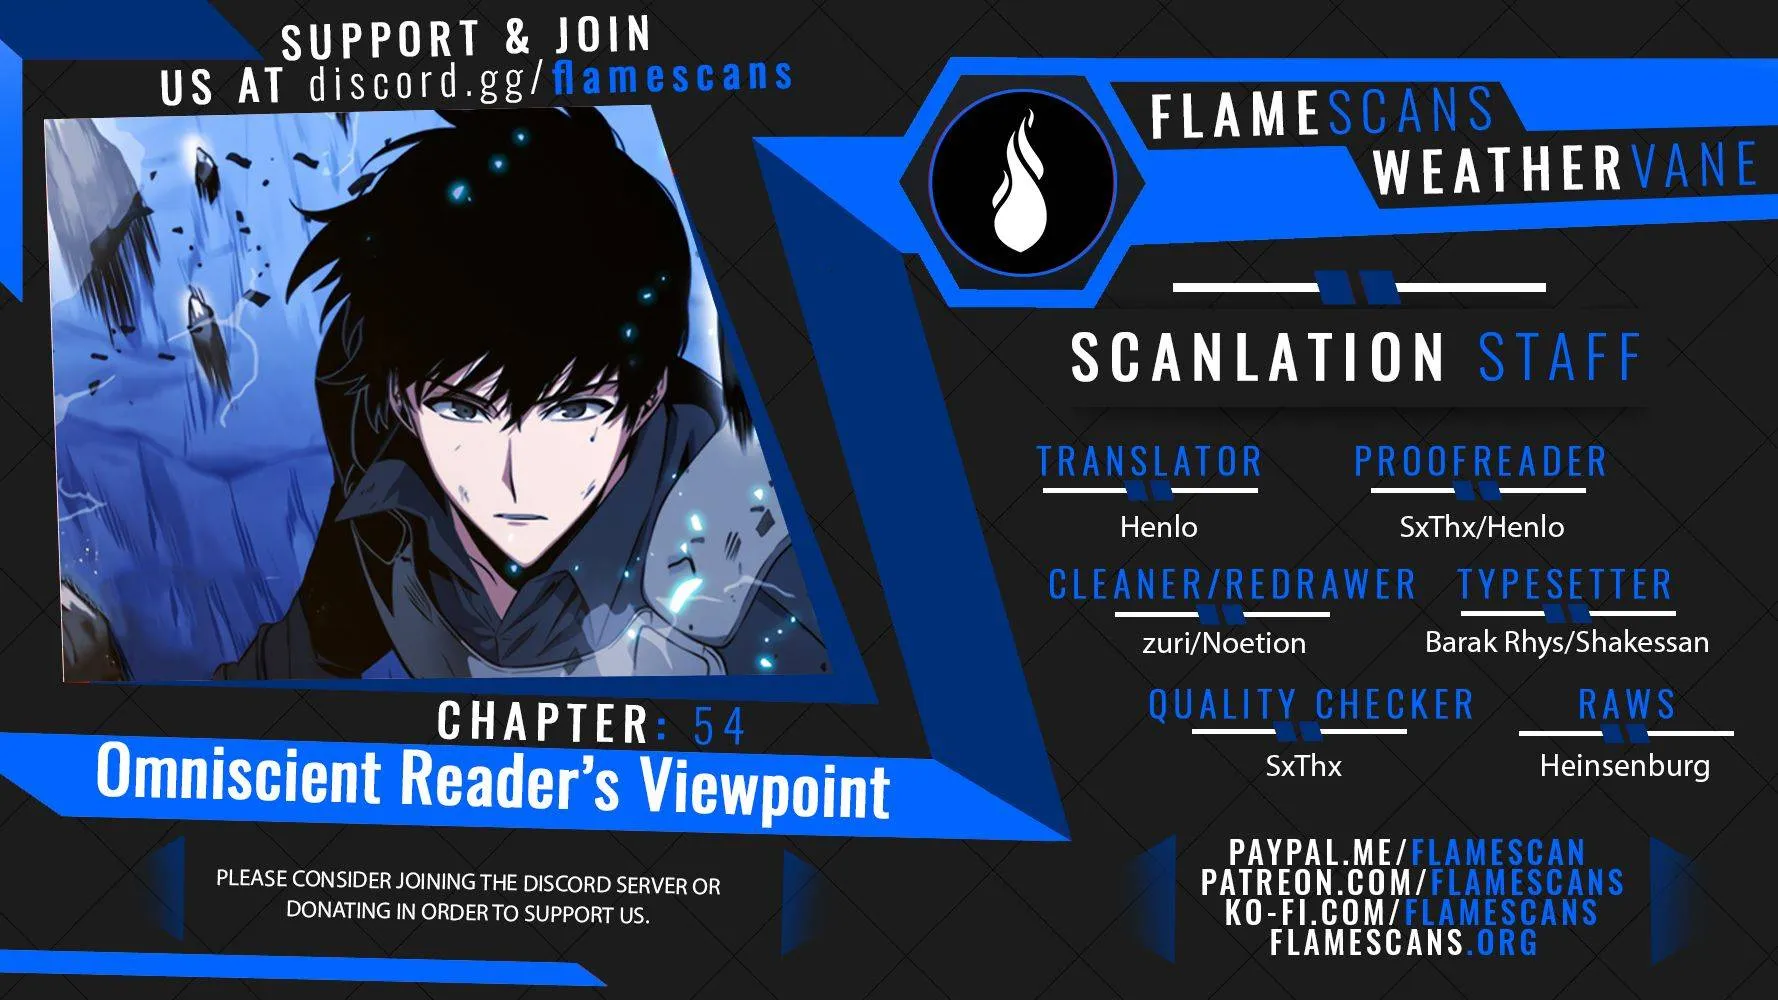 SUPPORT & JOIN
US AT discord.gg/flamescans
FLAMESCANS
WEATHERVANE
SCANLATION STAFF
TRANSLATOR
Henlo
PROOFREADER
SxThx/Henlo
CLEANER/REDRAWER
zuri/Noetion
TYPESETTER
Barak Rhys/Shakessan
QUALITY CHECKER
SxThx
RAWS
Heinsenburg
CHAPTER: 54
Omniscient Reader’s Viewpoint
PLEASE CONSIDER JOINING THE DISCORD SERVER OR
DONATING IN ORDER TO SUPPORT US.
PAYPAL.ME/FLAMESCAN
PATREON.COM/FLAMESCANS
KO-FI.COM/FLAMESCANS
FLAMESCANS.ORG